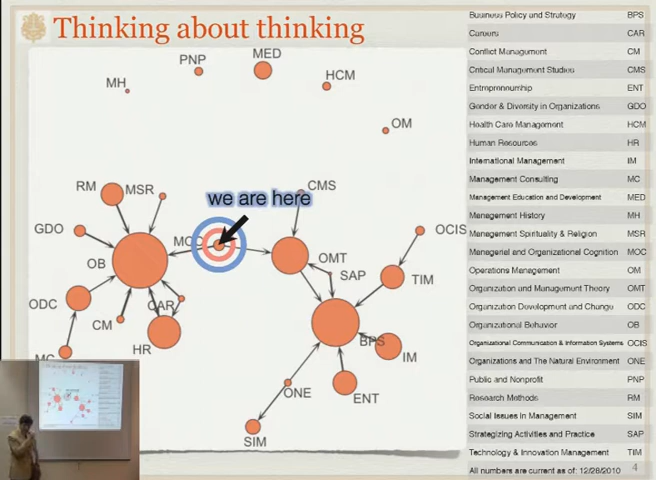 Thinking about thinking
Business Policy and Strategy BPS
Careers CAR
Conflict Management CM
Critical Management Studies CMS
Entrepreneurship ENT
Gender & Diversity in Organizations GDO
Health Care Management HCM
Human Resources HR
International Management IM
Management Consulting MC
Management Education and Development MED
Management History MH
Management Spirituality & Religion MSR
Managerial and Organizational Cognition MOC
Operations Management OM
Organization and Management Theory OMT
Organization Development and Change ODC
Organizational Behavior OB
Organizational Communication & Information Systems OCIS
Organizations and The Natural Environment ONE
Public and Nonprofit PNP
Research Methods RM
Social Issues in Management SIM
Strategizing Activities and Practice SAP
Technology & Innovation Management TIM
All numbers are current as of: 12/28/2010
4
PNP
MED
MH
HCM
OM
RM
MSR
we are here
CMS
GDO
MOC
OCIS
OB
OMT
SAP
TIM
ODC
CAR
CM
HR
BPS
IM
MC
ONE
ENT
SIM